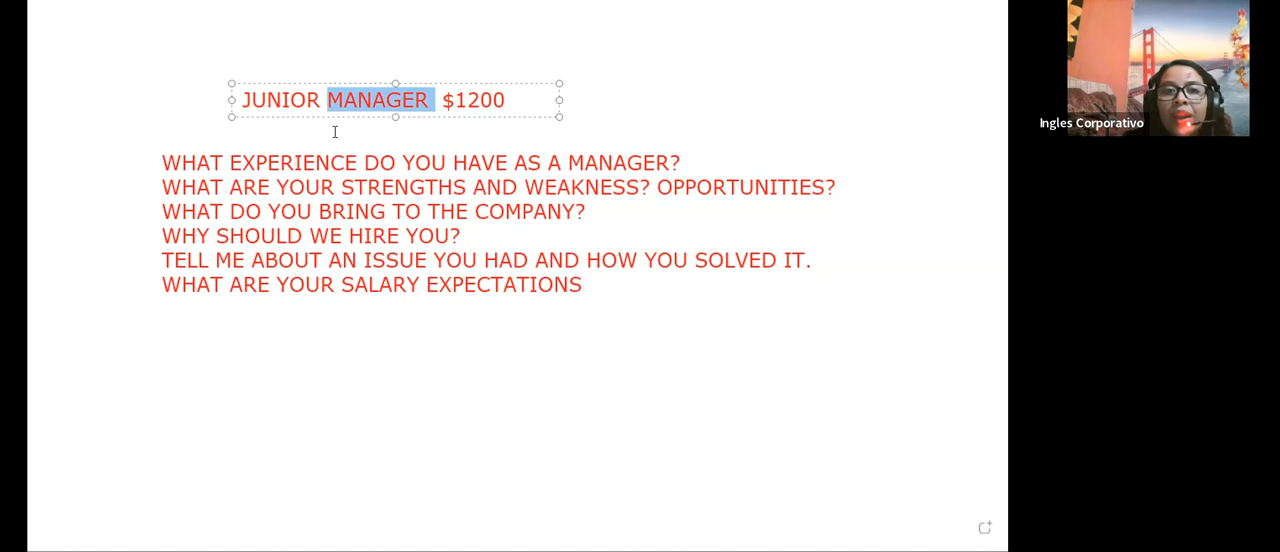 JUNIOR MANAGER $1200
Ingles Corporativo
WHAT EXPERIENCE DO YOU HAVE AS A MANAGER?
WHAT ARE YOUR STRENGTHS AND WEAKNESS? OPPORTUNITIES?
WHAT DO YOU BRING TO THE COMPANY?
WHY SHOULD WE HIRE YOU?
TELL ME ABOUT AN ISSUE YOU HAD AND HOW YOU SOLVED IT.
WHAT ARE YOUR SALARY EXPECTATIONS